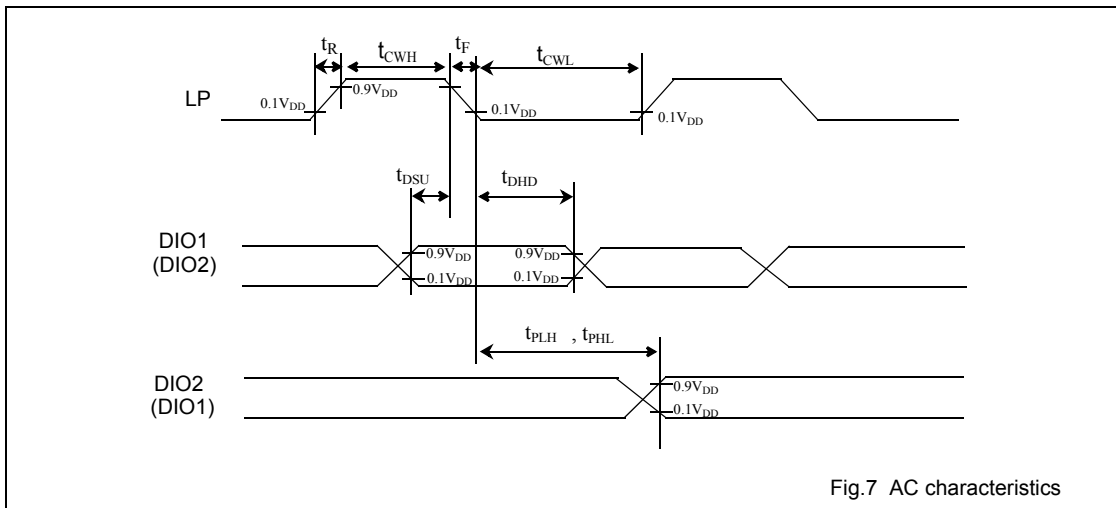 tR tCWH tF tCWL
LP 0.1VDD 0.9VDD 0.1VDD 0.1VDD
tDSU tDHD
DIO1
(DIO2)
0.9VDD 0.9VDD
0.1VDD 0.1VDD
tPLH , tPHL
DIO2
(DIO1)
0.9VDD
0.1VDD
Fig.7 AC characteristics